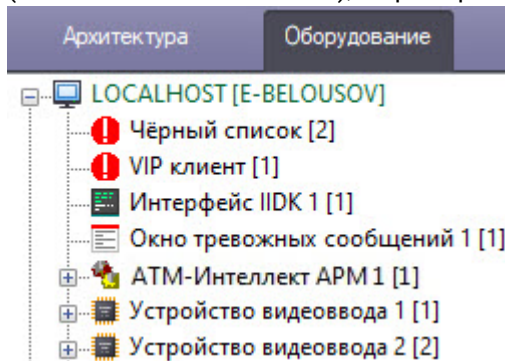 Архитектура Оборудование
LOCALHOST [E-BELOUSOV]
Чёрный список [2]
VIP клиент [1]
Интерфейс IIDK 1 [1]
Окно тревожных сообщений 1 [1]
АТМ-Интеллект АРМ 1 [1]
Устройство видеоввода 1 [1]
Устройство видеоввода 2 [2]